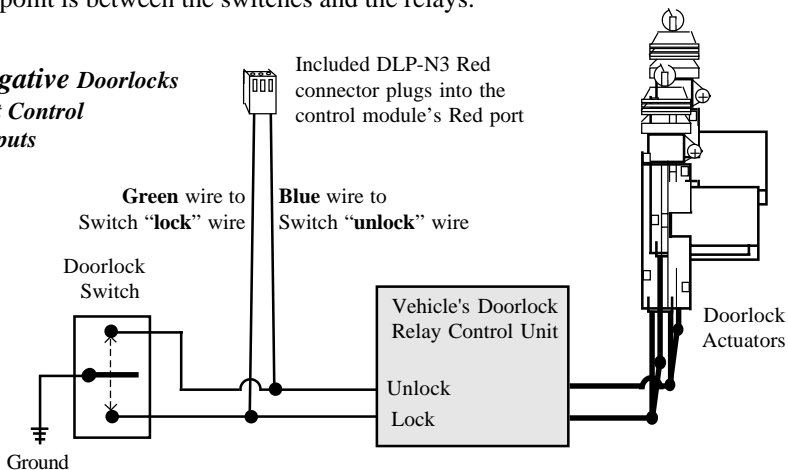 point is between the switches and the relays.
gative Doorlocks
Control
puts
Included DLP-N3 Red
connector plugs into the
control module's Red port
Green wire to
Switch “lock” wire
Blue wire to
Switch “unlock” wire
Doorlock
Switch
Vehicle's Doorlock
Relay Control Unit
Unlock
Lock
Doorlock
Actuators
Ground